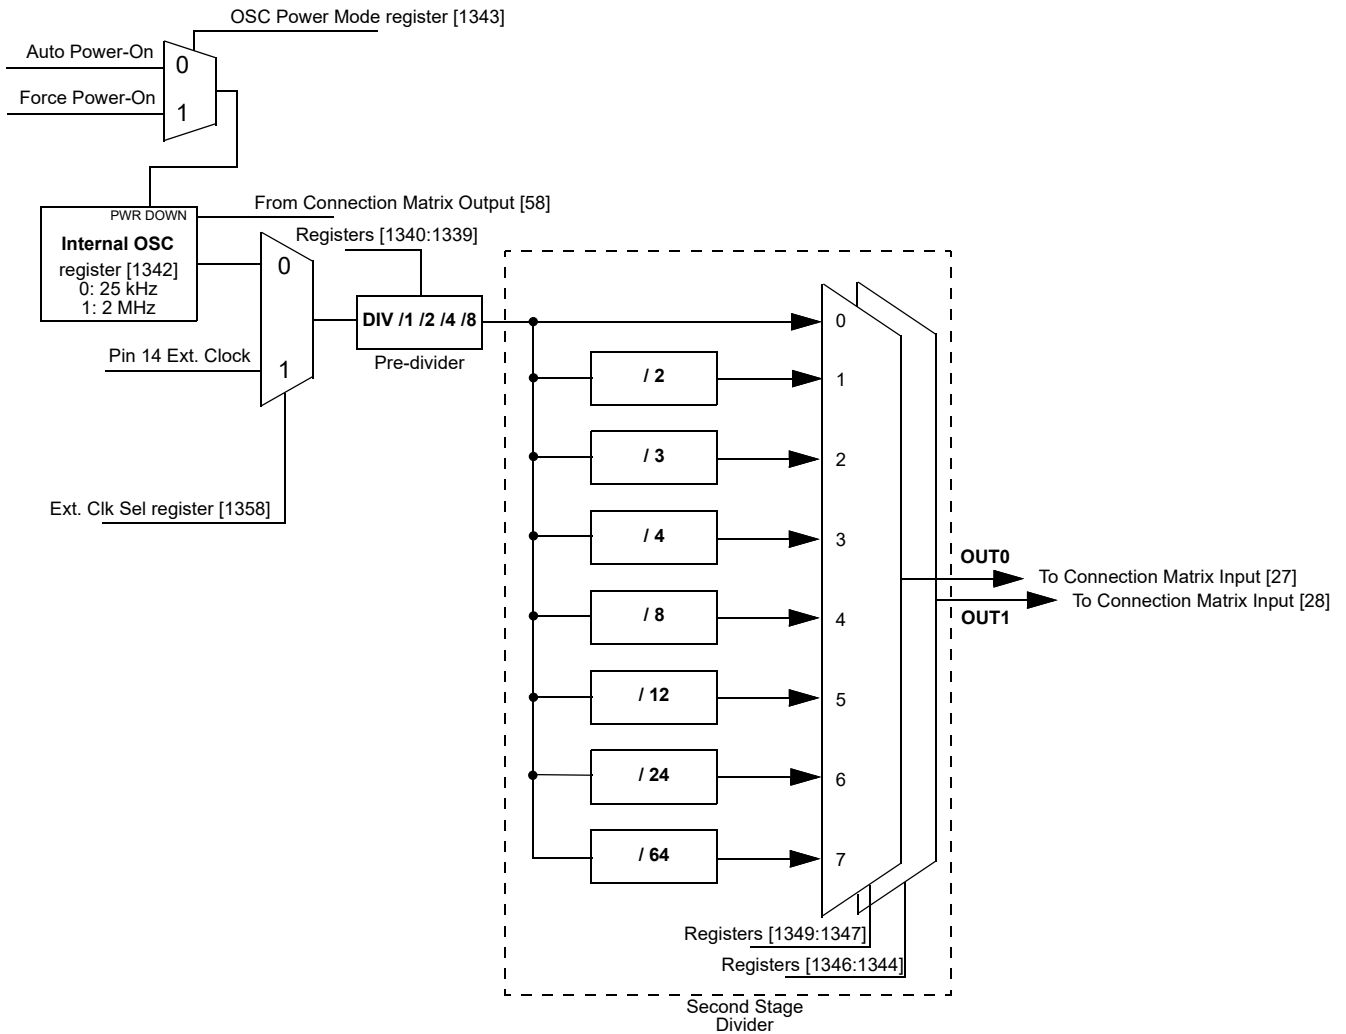 OSC Power Mode register [1343]
Auto Power-On
0
Force Power-On
1
From Connection Matrix Output [58]
PWR DOWN
Internal OSC
register [1342]
0: 25 kHz
1: 2 MHz
Registers [1340:1339]
0
DIV /1 /2 /4 /8
Pre-divider
Pin 14 Ext. Clock
1
Ext. Clk Sel register [1358]
0
/ 2
1
/ 3
2
/ 4
3
OUT0
To Connection Matrix Input [27]
To Connection Matrix Input [28]
OUT1
/ 8
4
/ 12
5
/ 24
6
/ 64
7
Registers [1349:1347]
Registers [1346:1344]
Second Stage
Divider